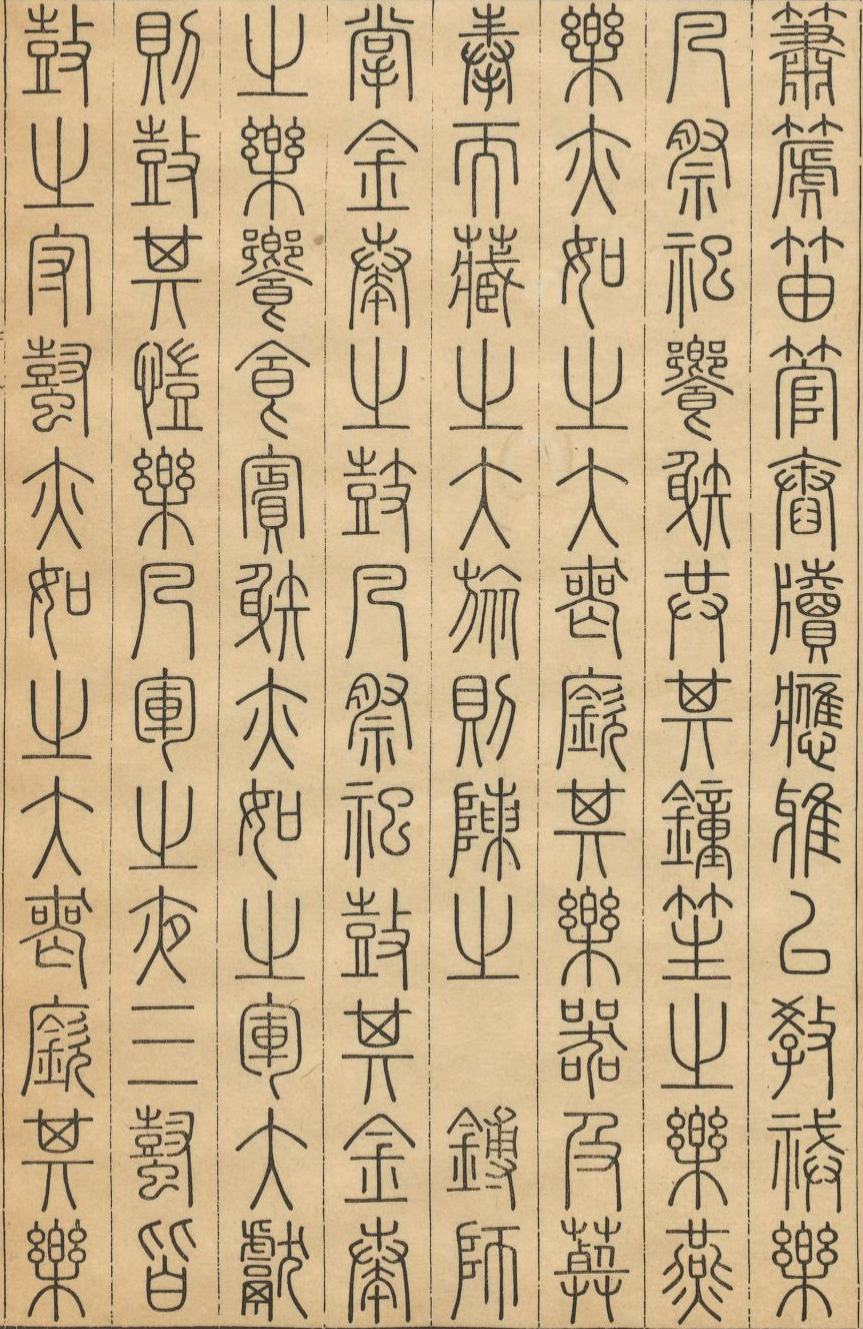 簫篪笛管舂牘應雅以教祴樂
凡祭祀饗射共其鐘笙之樂燕
樂亦如之大喪廞其樂器及葬
奉而藏之大旅則陳之 鎛師
掌金奏之鼓凡祭祀鼓其金奏
之樂饗食賓射亦如之軍大獻
則鼓其愷樂凡軍之夜三鼜皆
鼓之守鼜亦如之大喪廞其樂